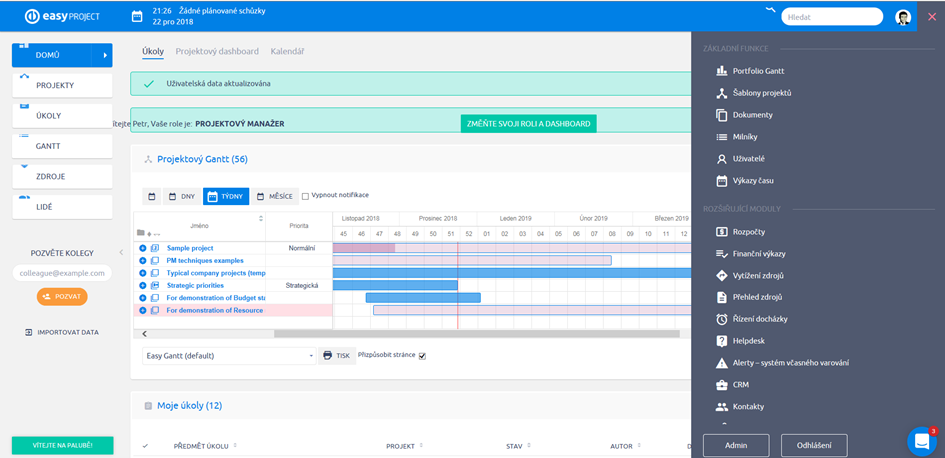 easy PROJECT
21:26 Žádné plánované schůzky
22 pro 2018
Hledat
DOMŮ
PROJEKTY
ÚKOLY
GANTT
ZDROJE
LIDÉ
POZVĚTE KOLEGY
colleague@example.com
POZVAT
IMPORTOVAT DATA
VÍTEJTE NA PALUBĚ!
Úkoly Projektový dashboard Kalendář
Uživatelská data aktualizována
ítejte Petr, Vaše role je: PROJEKTOVÝ MANAŽER
ZMĚŇTE SVOJI ROLI A DASHBOARD
Projektový Gantt (56)
DNY TÝDNY MĚSÍCE Vypnout notifikace
Jméno Priorita
Listopad 2018 Prosinec 2018 Leden 2019 Únor 2019 Březen 2019
45 46 47 48 49 50 51 52 01 02 03 04 05 06 07 08 09 10 11 12
Sample project Normální
PM techniques examples
Typical company projects (temp
Strategic priorities Strategická
For demonstration of Budget sta
For demonstration of Resource
Easy Gantt (default) TISK Přizpůsobit stránce
Moje úkoly (12)
PŘEDMĚT ÚKOLU PROJEKT STAV AUTOR D
ZÁKLADNÍ FUNKCE
Portfolio Gantt
Šablony projektů
Dokumenty
Milníky
Uživatelé
Výkazy času
ROZŠIŘUJÍCÍ MODULY
Rozpočty
Finanční výkazy
Vytížení zdrojů
Přehled zdrojů
Řízení docházky
Helpdesk
Alerty – systém včasného varování
CRM
Kontakty
Admin Odhlášení
3